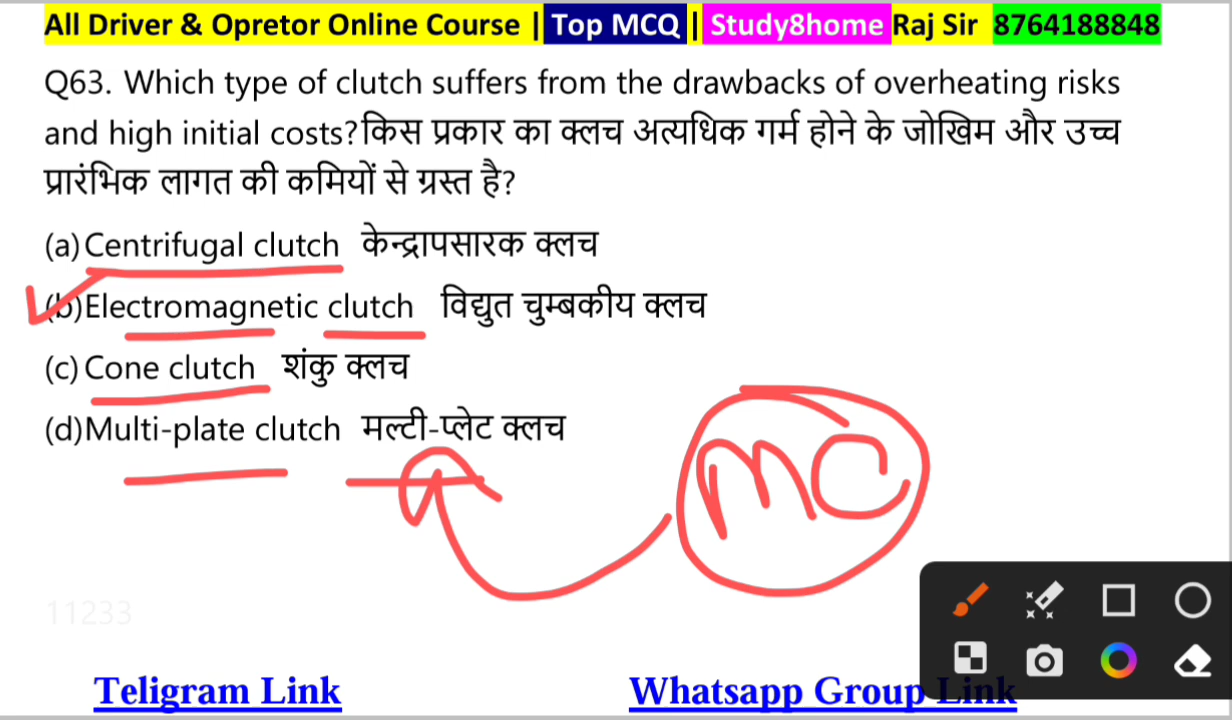 All Driver & Opretor Online Course | Top MCQ | Study8home Raj Sir 8764188848
Q63. Which type of clutch suffers from the drawbacks of overheating risks
and high initial costs? किस प्रकार का क्लच अत्यधिक गर्म होने के जोखिम और उच्च
प्रारंभिक लागत की कमियों से ग्रस्त है?
(a) Centrifugal clutch केन्द्रापसारक क्लच
(b) Electromagnetic clutch विद्युत चुम्बकीय क्लच
(c) Cone clutch शंकु क्लच
(d) Multi-plate clutch मल्टी-प्लेट क्लच
MC
11233
Teligram Link
Whatsapp Group Link